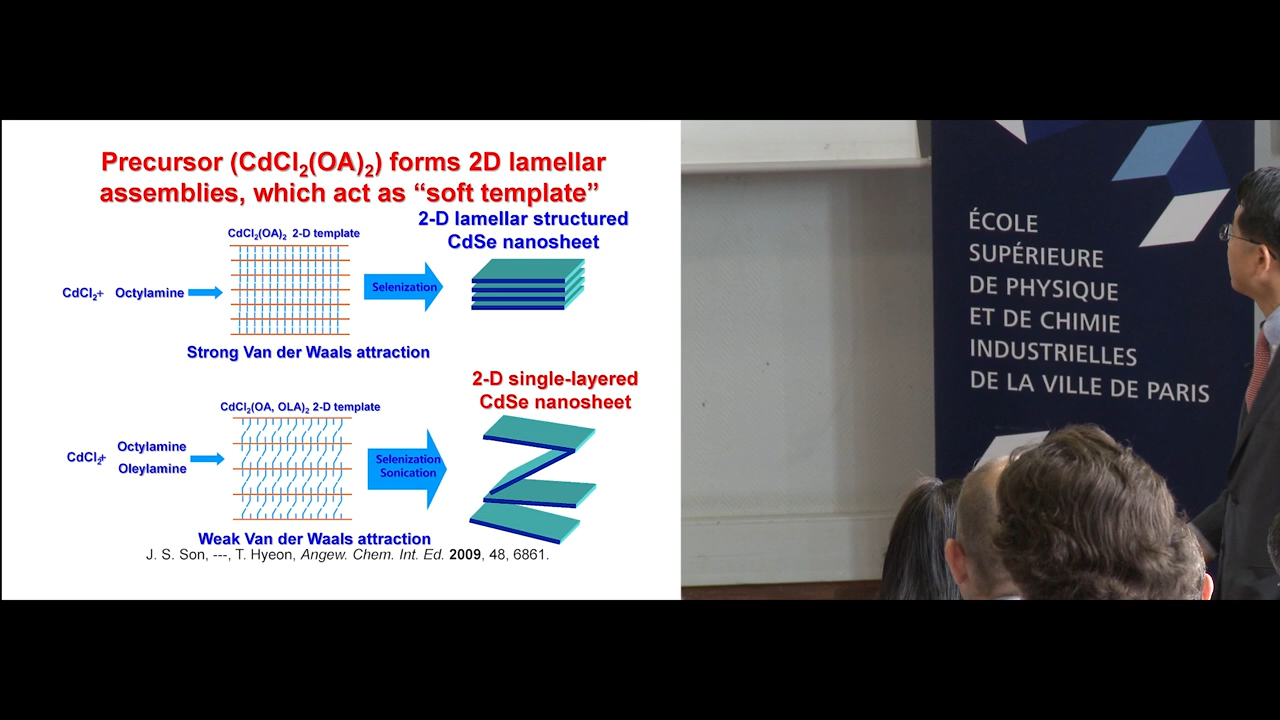 Precursor (CdCl2(OA)2) forms 2D lamellar
assemblies, which act as “soft template”
2-D lamellar structured
CdSe nanosheet
CdCl2(OA)2 2-D template
CdCl2+ Octylamine
Selenization
Strong Van der Waals attraction
2-D single-layered
CdSe nanosheet
CdCl2(OA, OLA)2 2-D template
CdCl2+
Octylamine
Oleylamine
Selenization
Sonication
Weak Van der Waals attraction
J. S. Son, ---, T. Hyeon, Angew. Chem. Int. Ed. 2009, 48, 6861.
ÉCOLE
SUPÉRIEURE
DE PHYSIQUE
ET DE CHIMIE
INDUSTRIELLES
DE LA VILLE DE PARIS